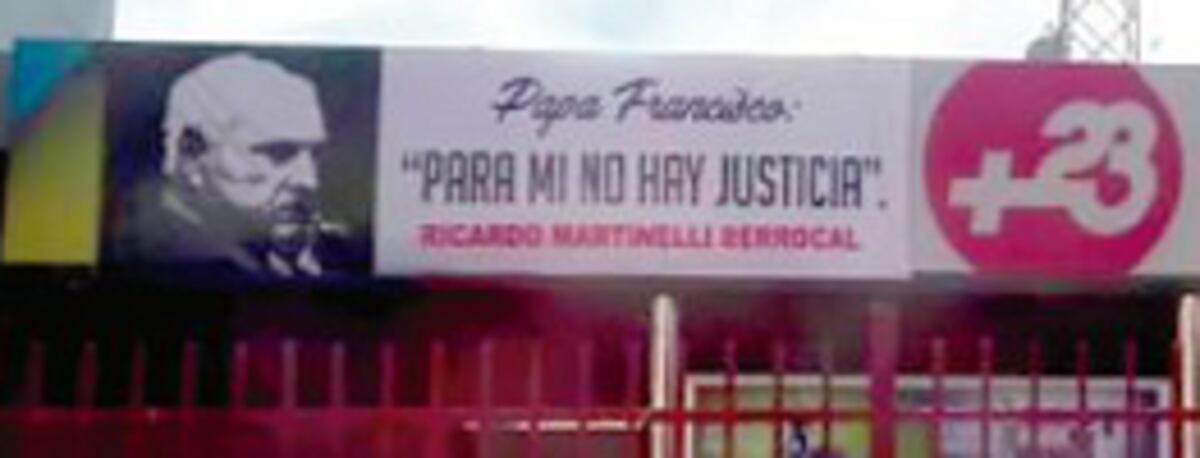 Papa Francisco:
“PARA MI NO HAY JUSTICIA”.
RICARDO MARTINELLI BERROCAL
+23